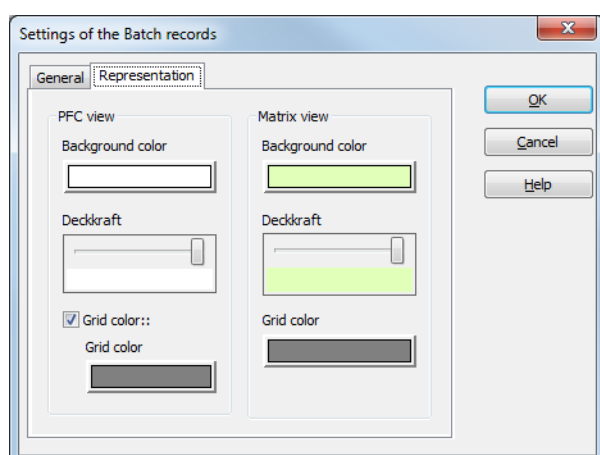 Settings of the Batch records
General
Representation
PFC view
Background color
Deckkraft
Grid color::
Grid color
Matrix view
Background color
Deckkraft
Grid color
OK
Cancel
Help